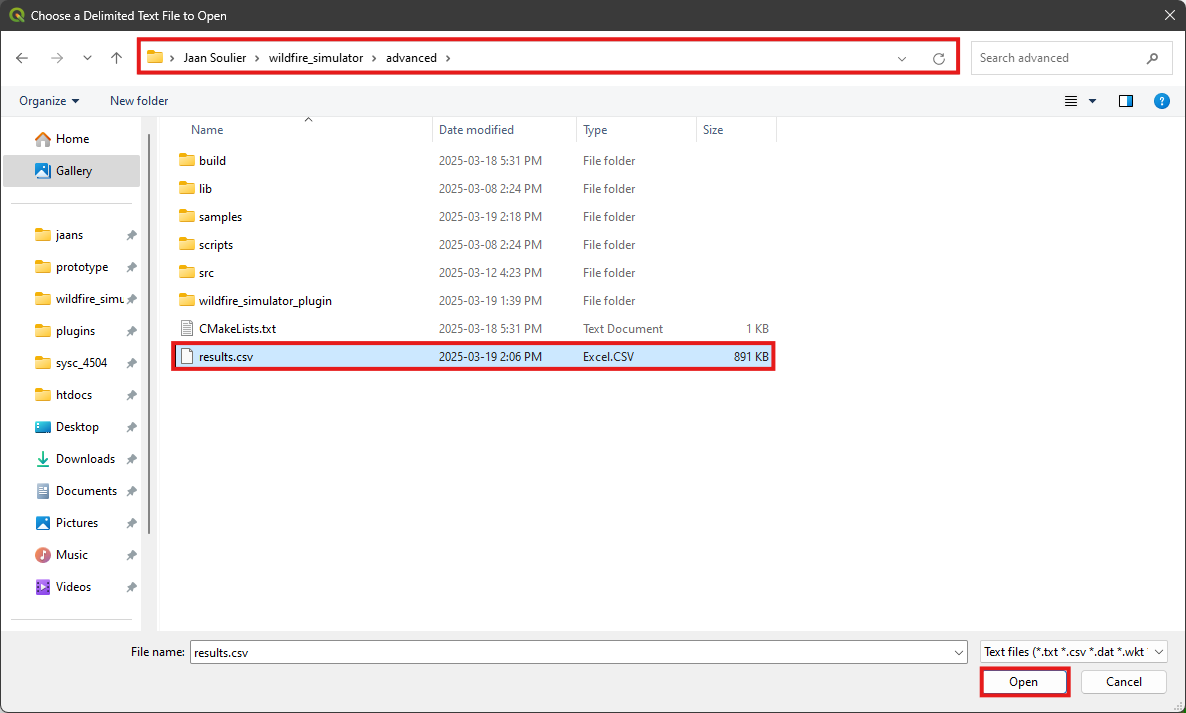 Choose a Delimited Text File to Open
Jaan Soulier > wildfire_simulator > advanced >
Search advanced
Organize
New folder
?
Name Date modified Type Size
Home
Gallery
jaans
prototype
wildfire_simu
plugins
sysc_4504
htdocs
Desktop
Downloads
Documents
Pictures
Music
Videos
build 2025-03-18 5:31 PM File folder
lib 2025-03-08 2:24 PM File folder
samples 2025-03-19 2:18 PM File folder
scripts 2025-03-08 2:24 PM File folder
src 2025-03-12 4:23 PM File folder
wildfire_simulator_plugin 2025-03-19 1:39 PM File folder
CMakeLists.txt 2025-03-18 5:31 PM Text Document 1 KB
results.csv 2025-03-19 2:06 PM Excel.CSV 891 KB
File name: results.csv
Text files (*.txt *.csv *.dat *.wkt
Open
Cancel